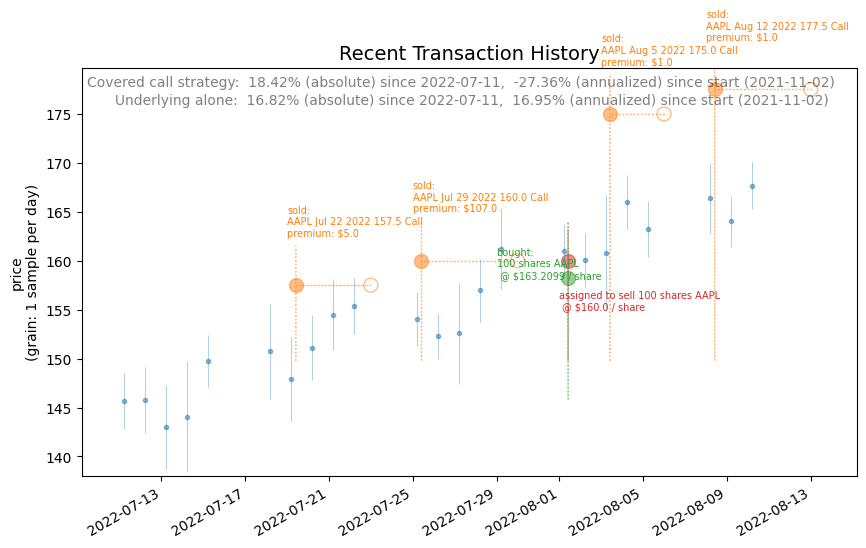 sold:
AAPL Aug 12 2022 177.5 Call
premium: $1.0
sold:
AAPL Aug 5 2022 175.0 Call
premium: $1.0
Recent Transaction History
Covered call strategy:  18.42% (absolute) since 2022-07-11,  -27.36% (annualized) since start (2021-11-02)
Underlying alone:  16.82% (absolute) since 2022-07-11,  16.95% (annualized) since start (2021-11-02)
sold:
AAPL Jul 29 2022 160.0 Call
premium: $107.0
sold:
AAPL Jul 22 2022 157.5 Call
premium: $5.0
bought:
100 shares AAPL
@ $163.2099 / share
assigned to sell 100 shares AAPL
@ $160.0 / share
price
(grain: 1 sample per day)
175
170
165
160
155
150
145
140
2022-07-13
2022-07-17
2022-07-21
2022-07-25
2022-07-29
2022-08-01
2022-08-05
2022-08-09
2022-08-13